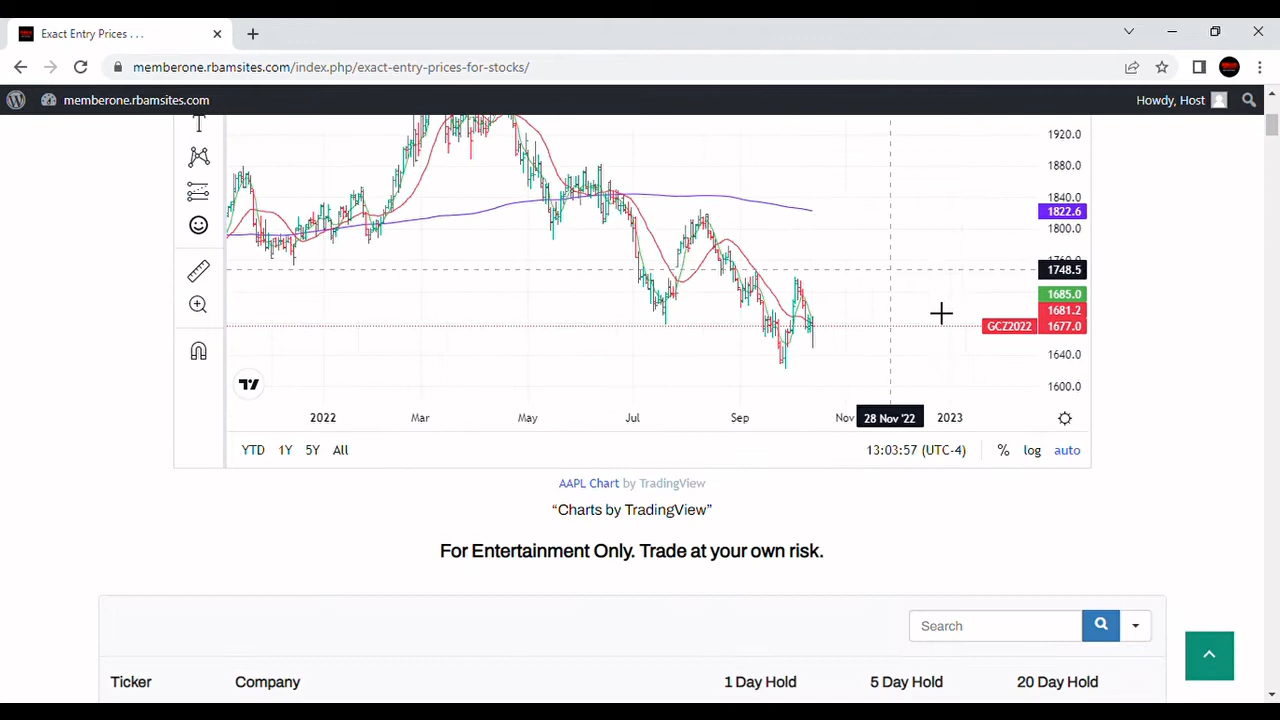 Exact Entry Prices . . .
memberone.rbamsites.com/index.php/exact-entry-prices-for-stocks/
memberone.rbamsites.com
Howdy, Host
1920.0
1880.0
1840.0
1822.6
1800.0
1748.5
1685.0
1681.2
GCZ2022 1677.0
1640.0
1600.0
2022 Mar May Jul Sep Nov 28 Nov '22 2023
YTD 1Y 5Y All 13:03:57 (UTC-4) % log auto
AAPL Chart by TradingView
“Charts by TradingView”
For Entertainment Only. Trade at your own risk.
Search
Ticker Company 1 Day Hold 5 Day Hold 20 Day Hold